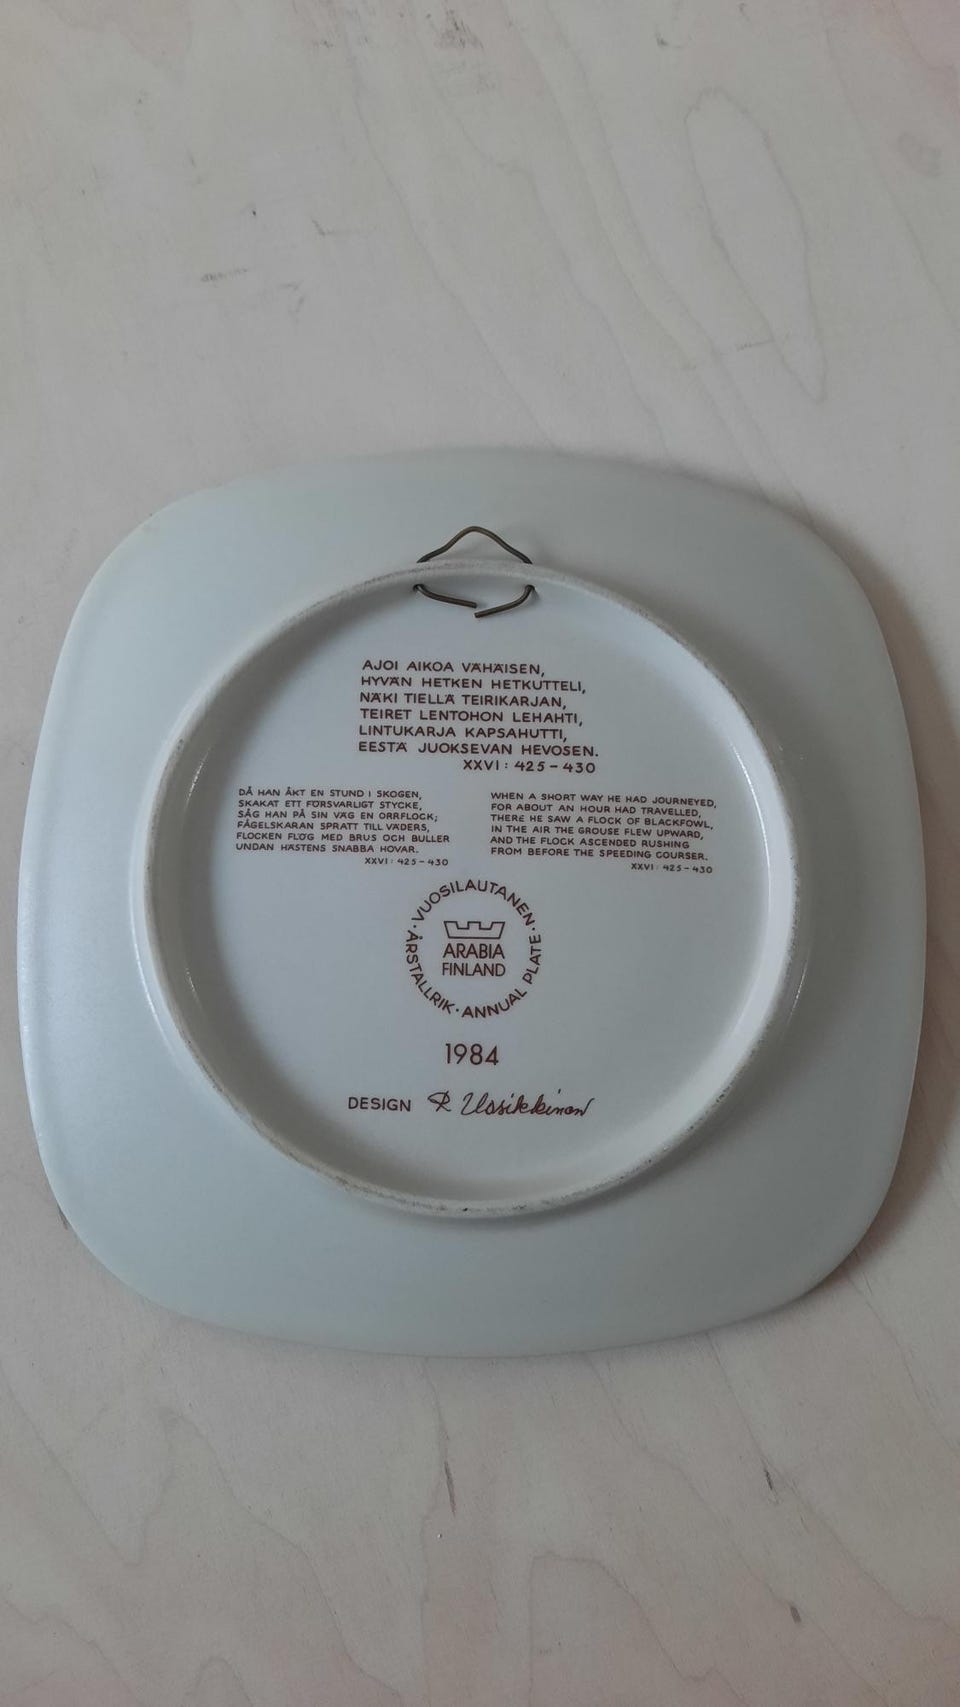 AJOI AIKOA VÄHÄISEN,
HYVÄN HETKEN HETKUTTELI,
NÄKI TIELLÄ TEIRIKARJAN,
TEIRET LENTOHON LEHAHTI,
LINTUKARJA KAPSAHUTTI,
EESTÄ JUOKSEVAN HEVOSEN.
XXVI: 425-430
DÅ HAN ÅKT EN STUND I SKOGEN,
SKAKAT ETT FÖRSVARLIGT STYCKE,
SÅG HAN PÅ SIN VÄG EN ORRFLOCK;
FÅGELSKARAN SPRATT TILL VÄDERS,
FLOCKEN FLÖG MED BRUS OCH BULLER
UNDAN HÄSTENS SNABBA HOVAR.
XXVI: 425-430
WHEN A SHORT WAY HE HAD JOURNEYED,
FOR ABOUT AN HOUR HAD TRAVELLED,
THERE HE SAW A FLOCK OF BLACKFOWL,
IN THE AIR THE GROUSE FLEW UPWARD,
AND THE FLOCK ASCENDED RUSHING
FROM BEFORE THE SPEEDING COURSER.
XXVI: 425-430
·VUOSILAUTANEN·
ÅRSTALLRIK·ANNUAL PLATE
ARABIA
FINLAND
1984
DESIGN R Uosikkinen